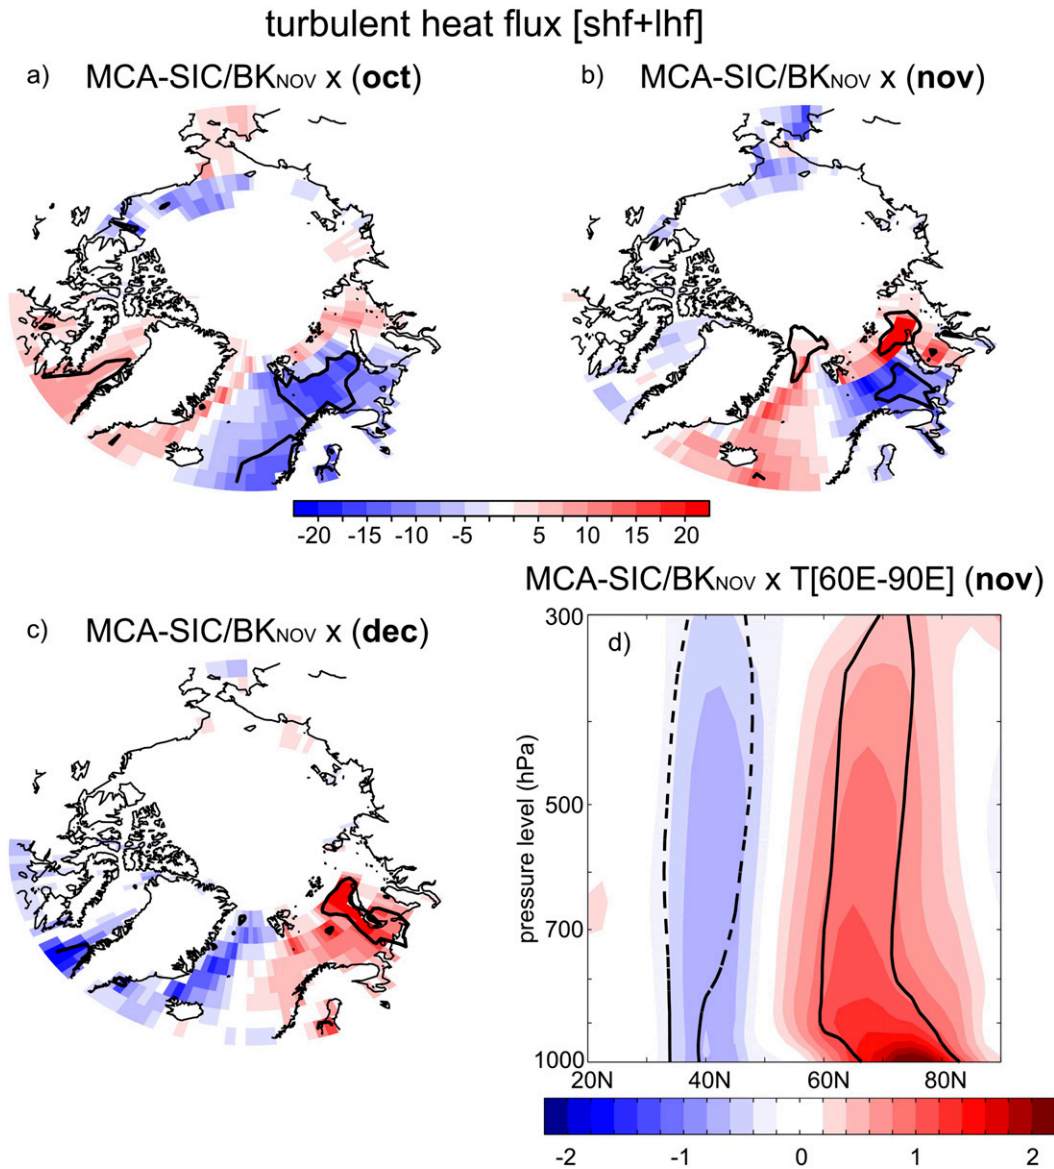 turbulent heat flux [shf+lhf]
a) MCA-SIC/BKNOV x (oct)
b) MCA-SIC/BKNOV x (nov)
-20 -15 -10 -5 5 10 15 20
c) MCA-SIC/BKNOV x (dec)
MCA-SIC/BKNOV x T[60E-90E] (nov)
d)
pressure level (hPa)
300
500
700
1000
20N 40N 60N 80N
-2 -1 0 1 2